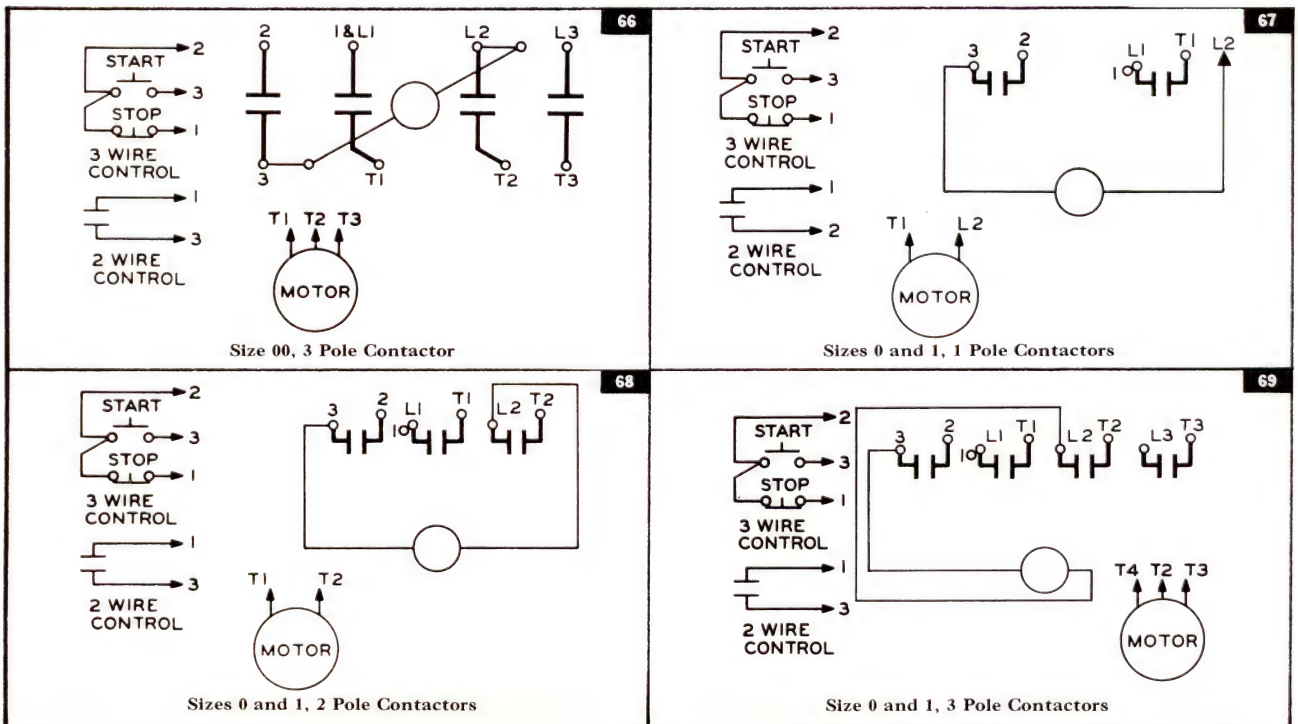 66
2 1&L1 L2 L3
2
START
3
STOP
1
3 WIRE
CONTROL
1
3
2 WIRE
CONTROL
3 T1 T2 T3
T1 T2 T3
MOTOR
Size 00, 3 Pole Contactor
67
2
START
3
STOP
1
3 WIRE
CONTROL
1
2
2 WIRE
CONTROL
3 2 L1 T1 L2
1
T1 L2
MOTOR
Sizes 0 and 1, 1 Pole Contactors
68
2
START
3
STOP
1
3 WIRE
CONTROL
1
3
2 WIRE
CONTROL
3 2 L1 T1 L2 T2
1
T1 T2
MOTOR
Sizes 0 and 1, 2 Pole Contactors
69
2
START
3
STOP
1
3 WIRE
CONTROL
1
3
2 WIRE
CONTROL
3 2 L1 T1 L2 T2 L3 T3
1
T4 T2 T3
MOTOR
Size 0 and 1, 3 Pole Contactors